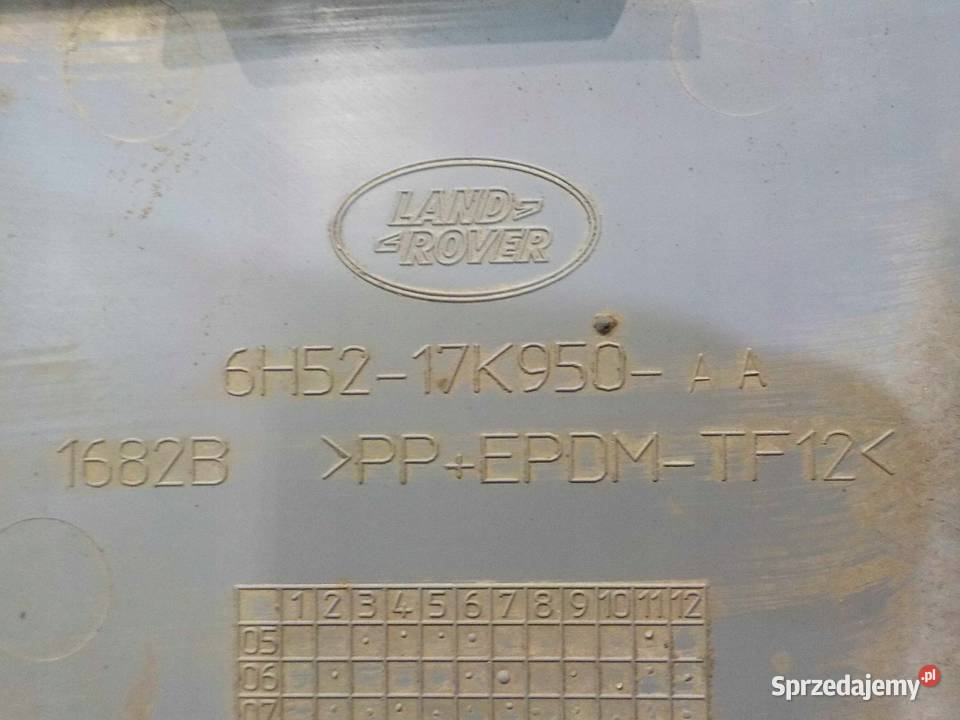 LAND
ROVER
6H52-17K950-AA
1682B >PP+EPDM-TF12<
1 2 3 4 5 6 7 8 9 10 11 12
05
06
07
Sprzedajemy.pl